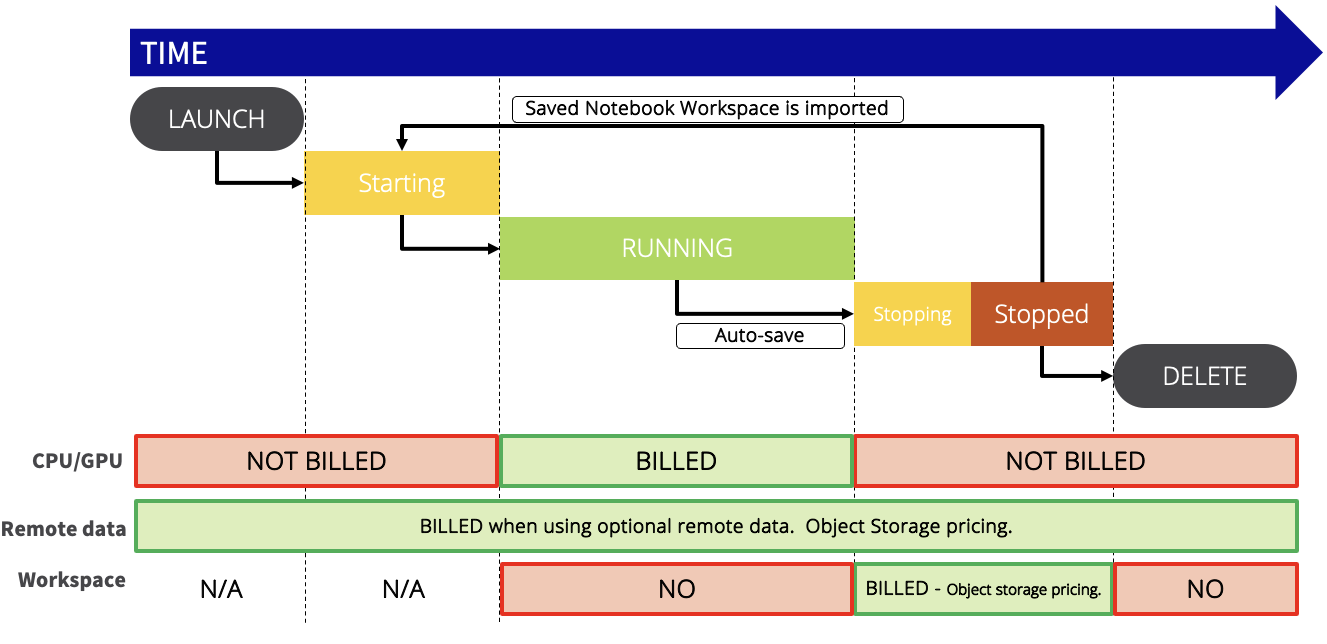 TIME
LAUNCH
Saved Notebook Workspace is imported
Starting
RUNNING
Stopping
Stopped
Auto-save
DELETE
CPU/GPU
NOT BILLED
BILLED
NOT BILLED
Remote data
BILLED when using optional remote data.  Object Storage pricing.
Workspace
N/A
N/A
NO
BILLED - Object storage pricing.
NO